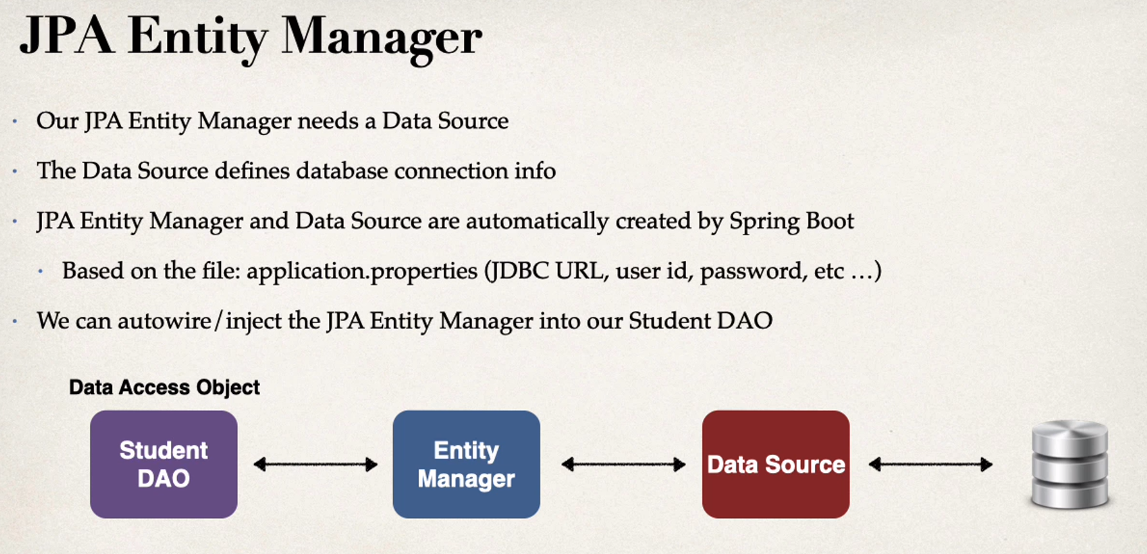 JPA Entity Manager
• Our JPA Entity Manager needs a Data Source
• The Data Source defines database connection info
• JPA Entity Manager and Data Source are automatically created by Spring Boot
• Based on the file: application.properties (JDBC URL, user id, password, etc …)
• We can autowire/inject the JPA Entity Manager into our Student DAO
Data Access Object
Student
DAO
Entity
Manager
Data Source